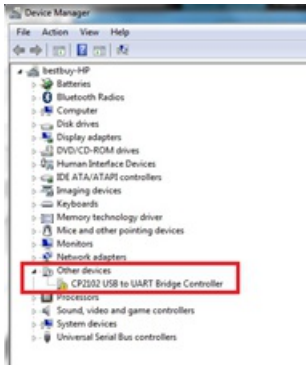 Device Manager
File Action View Help
bestbuy-HP
Batteries
Bluetooth Radios
Computer
Disk drives
Display adapters
DVD/CD-ROM drives
Human Interface Devices
IDE ATA/ATAPI controllers
Imaging devices
Keyboards
Memory technology driver
Mice and other pointing devices
Monitors
Network adapters
Other devices
CP2102 USB to UART Bridge Controller
Processors
Sound, video and game controllers
System devices
Universal Serial Bus controllers